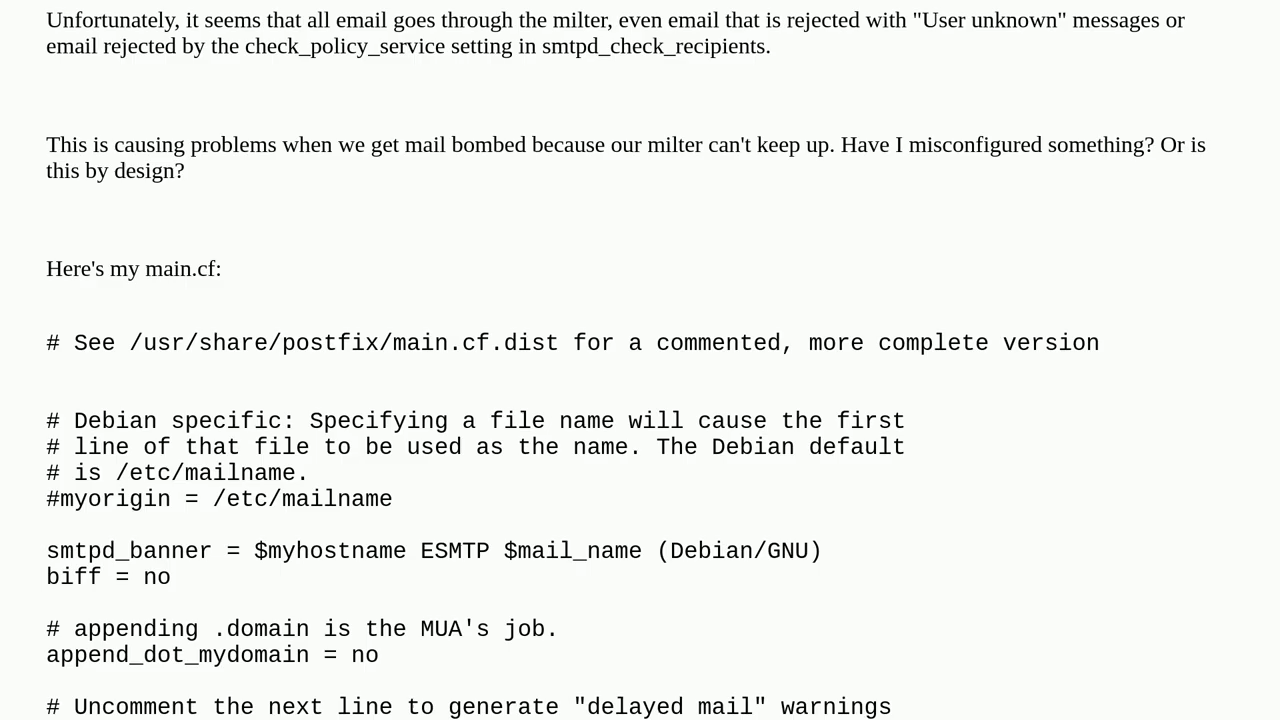 Unfortunately, it seems that all email goes through the milter, even email that is rejected with "User unknown" messages or
email rejected by the check_policy_service setting in smtpd_check_recipients.
This is causing problems when we get mail bombed because our milter can't keep up. Have I misconfigured something? Or is
this by design?
Here's my main.cf:
# See /usr/share/postfix/main.cf.dist for a commented, more complete version
# Debian specific: Specifying a file name will cause the first
# line of that file to be used as the name. The Debian default
# is /etc/mailname.
#myorigin = /etc/mailname
smtpd_banner = $myhostname ESMTP $mail_name (Debian/GNU)
biff = no
# appending .domain is the MUA's job.
append_dot_mydomain = no
# Uncomment the next line to generate "delayed mail" warnings